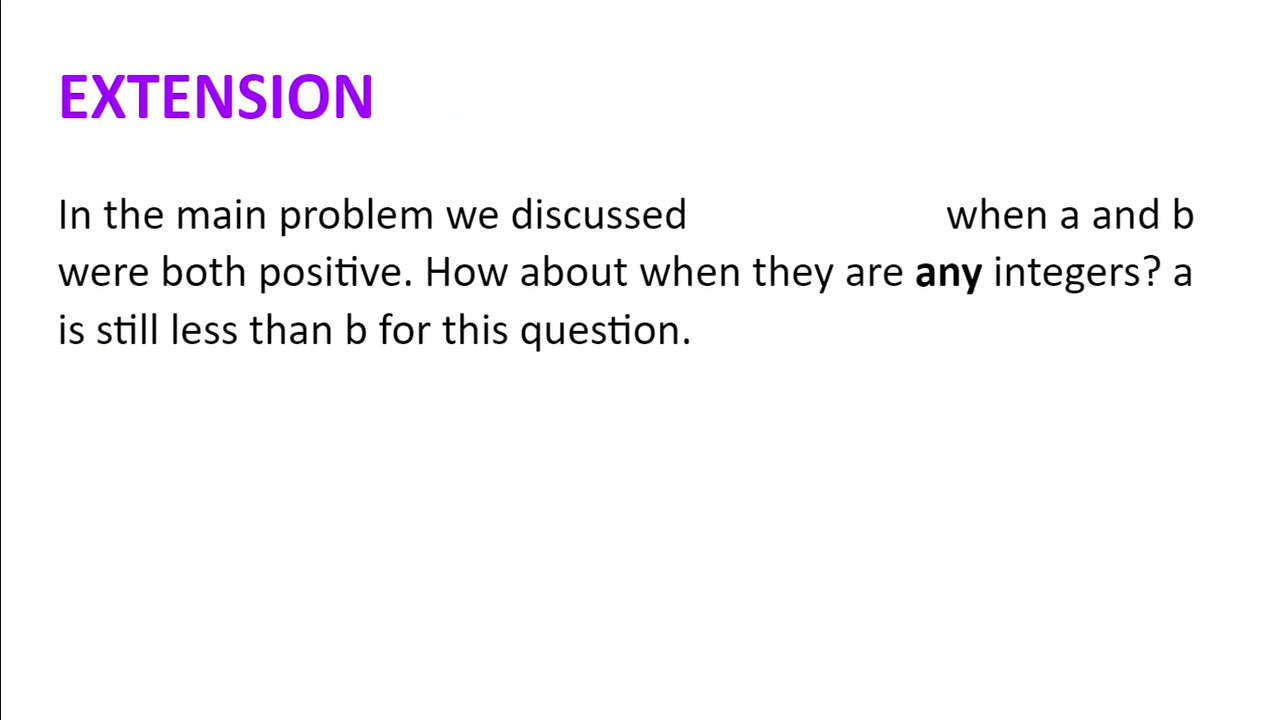 EXTENSION
In the main problem we discussed when a and b
were both positive. How about when they are any integers? a
is still less than b for this question.